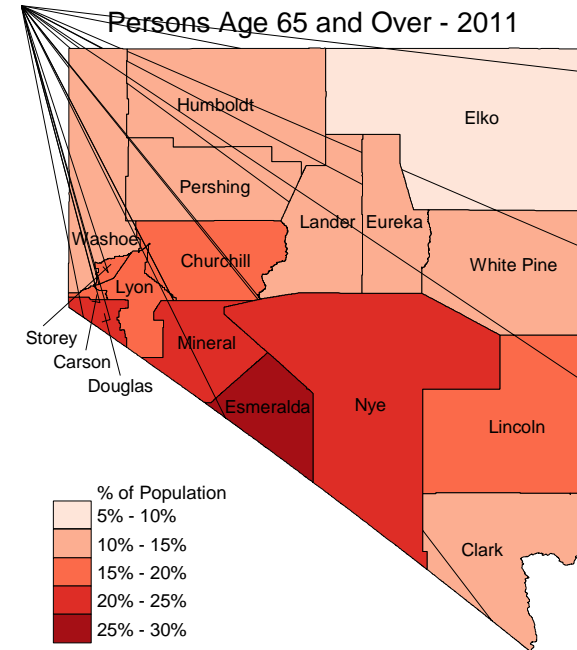 Persons Age 65 and Over - 2011
Humboldt
Elko
Pershing
Lander
Eureka
Washoe
Churchill
White Pine
Lyon
Storey
Carson
Douglas
Mineral
Esmeralda
Nye
Lincoln
Clark
% of Population
5% - 10%
10% - 15%
15% - 20%
20% - 25%
25% - 30%